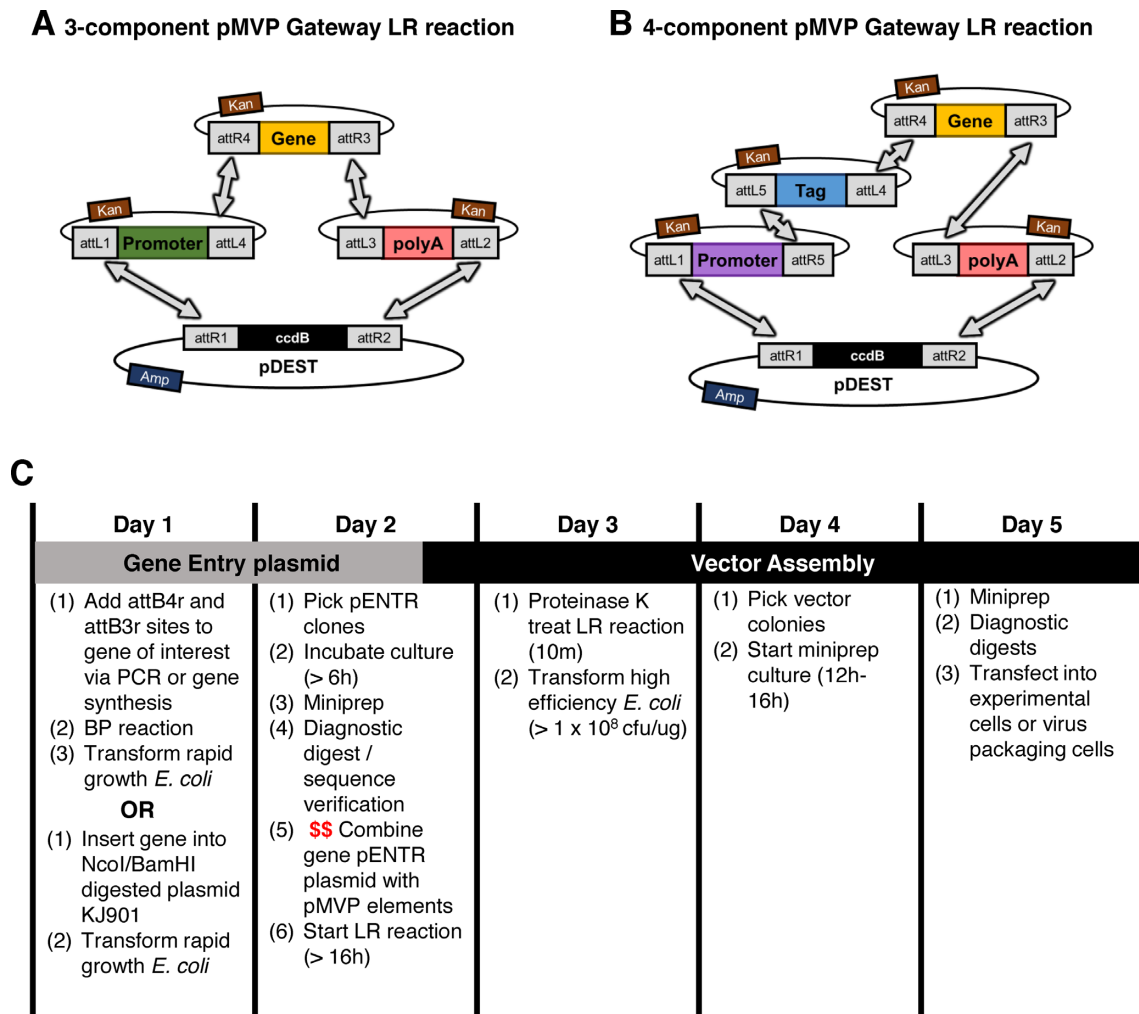 A 3-component pMVP Gateway LR reaction
Kan
attR4 Gene attR3
Kan
attL1 Promoter attL4
Kan
attL3 polyA attL2
attR1 ccdB attR2
pDEST
Amp
B 4-component pMVP Gateway LR reaction
Kan
attR4 Gene attR3
Kan
attL5 Tag attL4
Kan
attL1 Promoter attR5
Kan
attL3 polyA attL2
attR1 ccdB attR2
pDEST
Amp
C
Day 1
Day 2
Day 3
Day 4
Day 5
Gene Entry plasmid
Vector Assembly
(1) Add attB4r and
attB3r sites to
gene of interest
via PCR or gene
synthesis
(2) BP reaction
(3) Transform rapid
growth E. coli
OR
(1) Insert gene into
NcoI/BamHI
digested plasmid
KJ901
(2) Transform rapid
growth E. coli
(1) Pick pENTR
clones
(2) Incubate culture
(> 6h)
(3) Miniprep
(4) Diagnostic
digest /
sequence
verification
(5) $$ Combine
gene pENTR
plasmid with
pMVP elements
(6) Start LR reaction
(> 16h)
(1) Proteinase K
treat LR reaction
(10m)
(2) Transform high
efficiency E. coli
(> 1 x 10⁸ cfu/ug)
(1) Pick vector
colonies
(2) Start miniprep
culture (12h-
16h)
(1) Miniprep
(2) Diagnostic
digests
(3) Transfect into
experimental
cells or virus
packaging cells